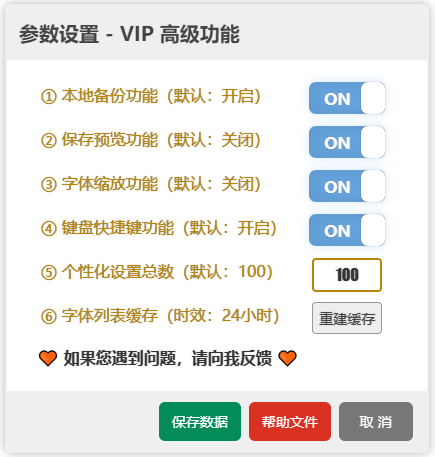 参数设置 - VIP 高级功能
① 本地备份功能（默认：开启） ON
② 保存预览功能（默认：关闭） ON
③ 字体缩放功能（默认：关闭） ON
④ 键盘快捷键功能（默认：开启） ON
⑤ 个性化设置总数（默认：100） 100
⑥ 字体列表缓存（时效：24小时） 重建缓存
🧡 如果您遇到问题，请向我反馈 🧡
保存数据 帮助文件 取 消